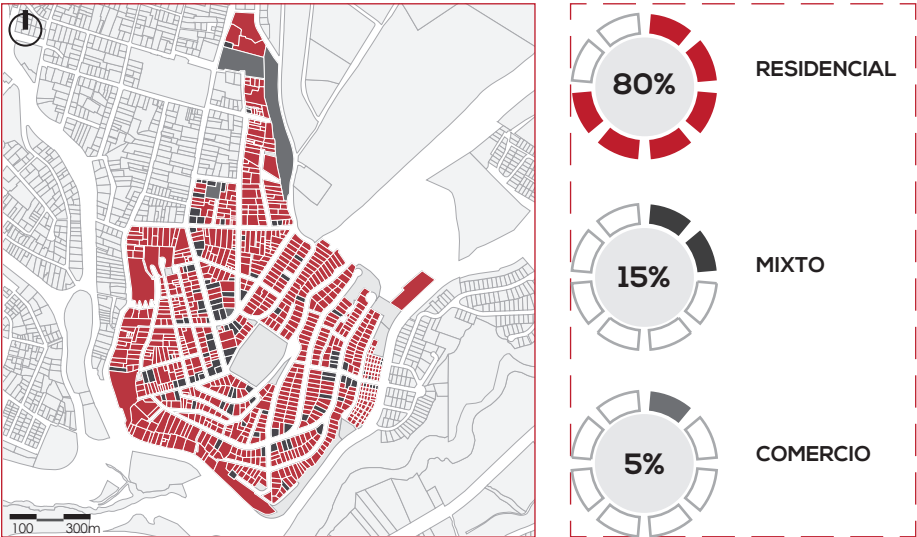 80%
RESIDENCIAL
15%
MIXTO
5%
COMERCIO
100 300m